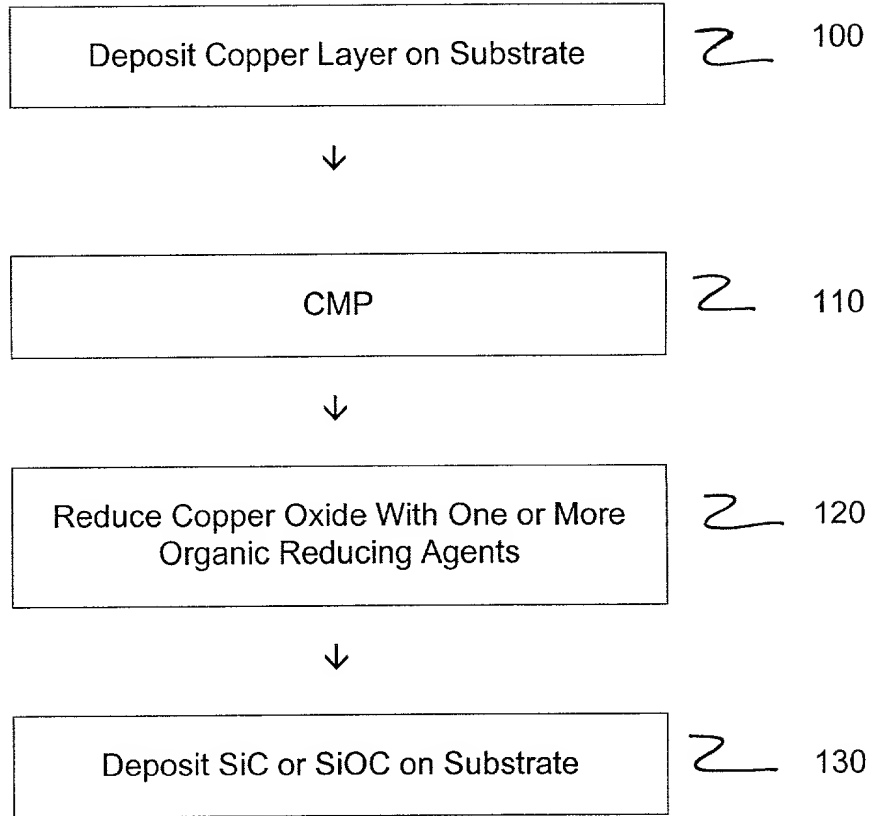 Deposit Copper Layer on Substrate 100
↓
CMP 110
↓
Reduce Copper Oxide With One or More 120
Organic Reducing Agents
↓
Deposit SiC or SiOC on Substrate 130